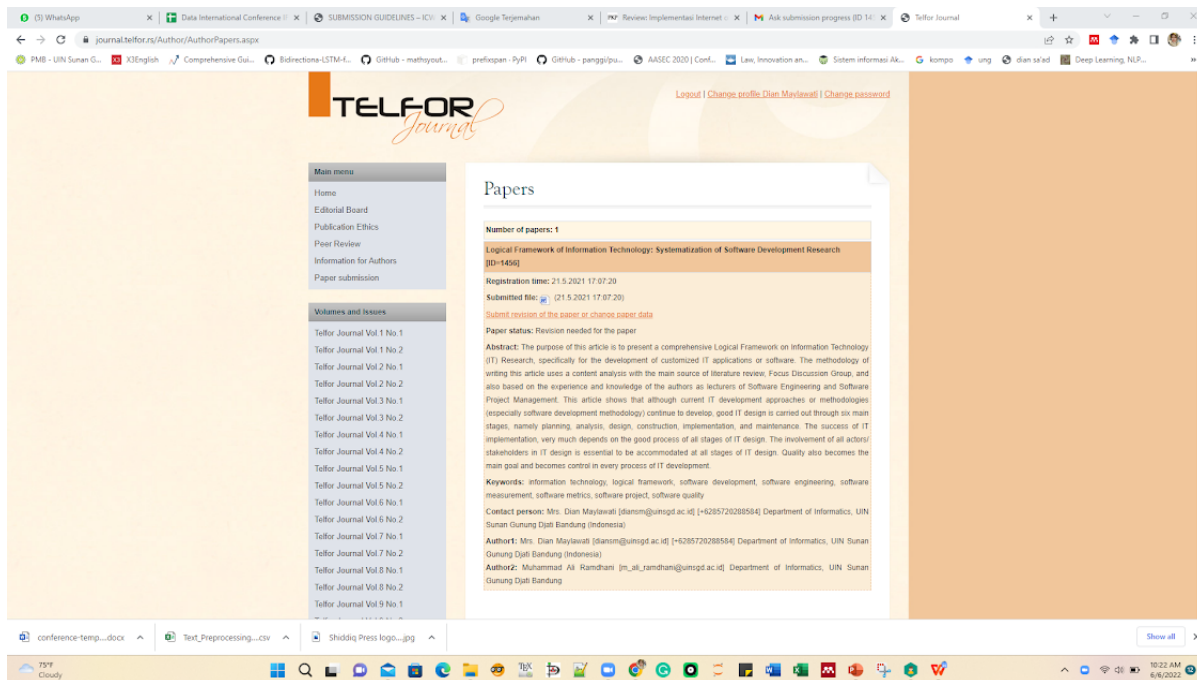 (5) WhatsApp
Data International Conference
SUBMISSION GUIDELINES – ICW
Google Terjemahan
Review: Implementasi Internet
Ask submission progress (ID 14
Telfor Journal
journal.telfor.rs/Author/AuthorPapers.aspx
PMB - UIN Sunan G...
X3English
Comprehensive Gui...
Bidirectiona-LSTM-f...
GitHub - mathsyout...
prefixspan · PyPI
GitHub - panggi/pu...
AASEC 2020 | Conf...
Law, Innovation an...
Sistem informasi Ak...
kompo
ung
dian sa'ad
Deep Learning, NLP...
TELFOR
Journal
Logout | Change profile Dian Maylawati | Change password
Main menu
Home
Editorial Board
Publication Ethics
Peer Review
Information for Authors
Paper submission
Volumes and Issues
Telfor Journal Vol.1 No.1
Telfor Journal Vol.1 No.2
Telfor Journal Vol.2 No.1
Telfor Journal Vol.2 No.2
Telfor Journal Vol.3 No.1
Telfor Journal Vol.3 No.2
Telfor Journal Vol.4 No.1
Telfor Journal Vol.4 No.2
Telfor Journal Vol.5 No.1
Telfor Journal Vol.5 No.2
Telfor Journal Vol.6 No.1
Telfor Journal Vol.6 No.2
Telfor Journal Vol.7 No.1
Telfor Journal Vol.7 No.2
Telfor Journal Vol.8 No.1
Telfor Journal Vol.8 No.2
Telfor Journal Vol.9 No.1
Papers
Number of papers: 1
Logical Framework of Information Technology: Systematization of Software Development Research
[ID=1456]
Registration time: 21.5.2021 17:07:20
Submitted file: (21.5.2021 17:07:20)
Submit revision of the paper or change paper data
Paper status: Revision needed for the paper
Abstract: The purpose of this article is to present a comprehensive Logical Framework on Information Technology
(IT) Research, specifically for the development of customized IT applications or software. The methodology of
writing this article uses a content analysis with the main source of literature review, Focus Discussion Group, and
also based on the experience and knowledge of the authors as lecturers of Software Engineering and Software
Project Management. This article shows that although current IT development approaches or methodologies
(especially software development methodology) continue to develop, good IT design is carried out through six main
stages, namely planning, analysis, design, construction, implementation, and maintenance. The success of IT
implementation, very much depends on the good process of all stages of IT design. The involvement of all actors/
stakeholders in IT design is essential to be accommodated at all stages of IT design. Quality also becomes the
main goal and becomes control in every process of IT development.
Keywords: information technology, logical framework, software development, software engineering, software
measurement, software metrics, software project, software quality
Contact person: Mrs. Dian Maylawati [diansm@uinsgd.ac.id] [+6285720288584] Department of Informatics, UIN
Sunan Gunung Djati Bandung (Indonesia)
Author1: Mrs. Dian Maylawati [diansm@uinsgd.ac.id] [+6285720288584] Department of Informatics, UIN Sunan
Gunung Djati Bandung (Indonesia)
Author2: Muhammad Ali Ramdhani [m_ali_ramdhani@uinsgd.ac.id] Department of Informatics, UIN Sunan
Gunung Djati Bandung
conference-temp....docx
Text_Preprocessing....csv
Shiddiq Press logo....jpg
Show all
75°F
Cloudy
10:22 AM
6/6/2022